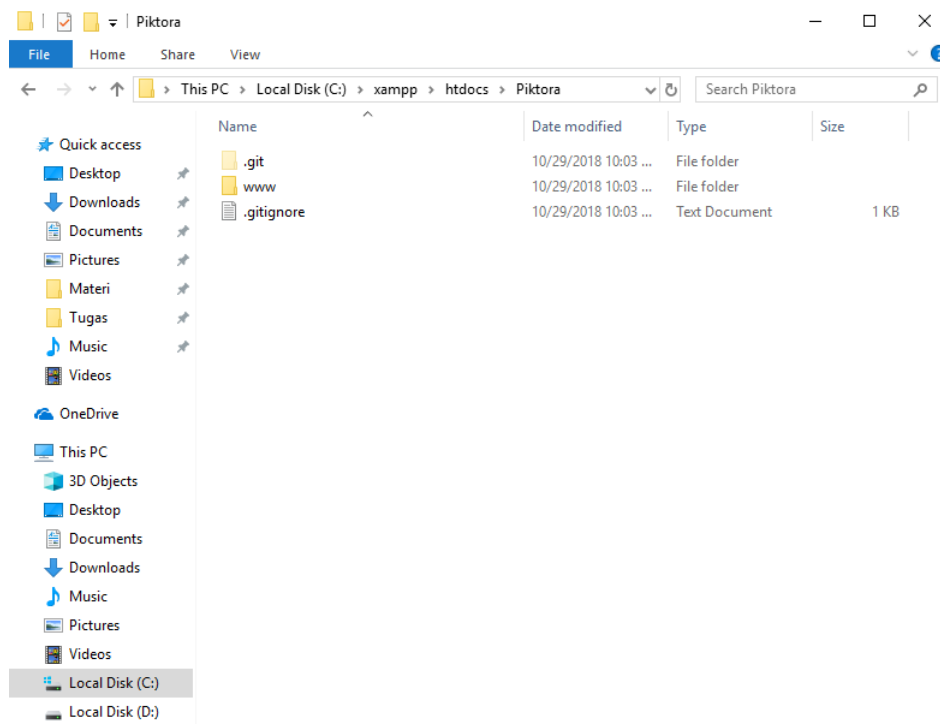 Piktora
File Home Share View
This PC Local Disk (C:) xampp htdocs Piktora Search Piktora
Name Date modified Type Size
.git 10/29/2018 10:03 ... File folder
www 10/29/2018 10:03 ... File folder
.gitignore 10/29/2018 10:03 ... Text Document 1 KB
Quick access
Desktop
Downloads
Documents
Pictures
Materi
Tugas
Music
Videos
OneDrive
This PC
3D Objects
Desktop
Documents
Downloads
Music
Pictures
Videos
Local Disk (C:)
Local Disk (D:)